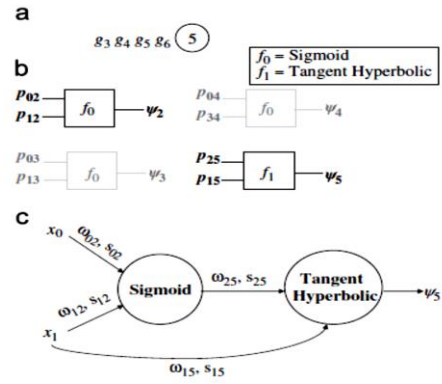 a
g₃ g₄ g₅ g₆ 5
f₀ = Sigmoid
f₁ = Tangent Hyperbolic
b
p₀₂
p₁₂
f₀
ψ₂
p₀₄
p₃₄
f₀
ψ₄
p₀₃
p₁₃
f₀
ψ₃
p₂₅
p₁₅
f₁
ψ₅
c
x₀
ω₀₂, s₀₂
ω₁₂, s₁₂
x₁
Sigmoid
ω₂₅, s₂₅
Tangent
Hyperbolic
ψ₅
ω₁₅, s₁₅